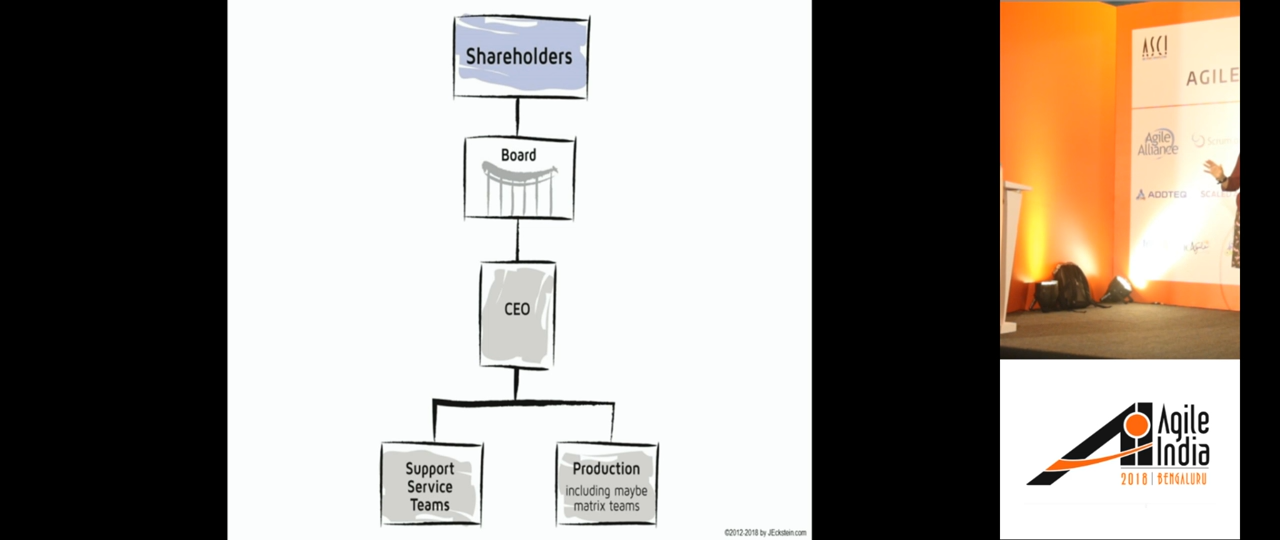 Shareholders
Board
CEO
Support
Service
Teams
Production
including maybe
matrix teams
©2012-2018 by JEckstein.com
ASCI
AGILE
Agile
Alliance
ADDTEQ
SCALED
Agile
India
2018 | BENGALURU